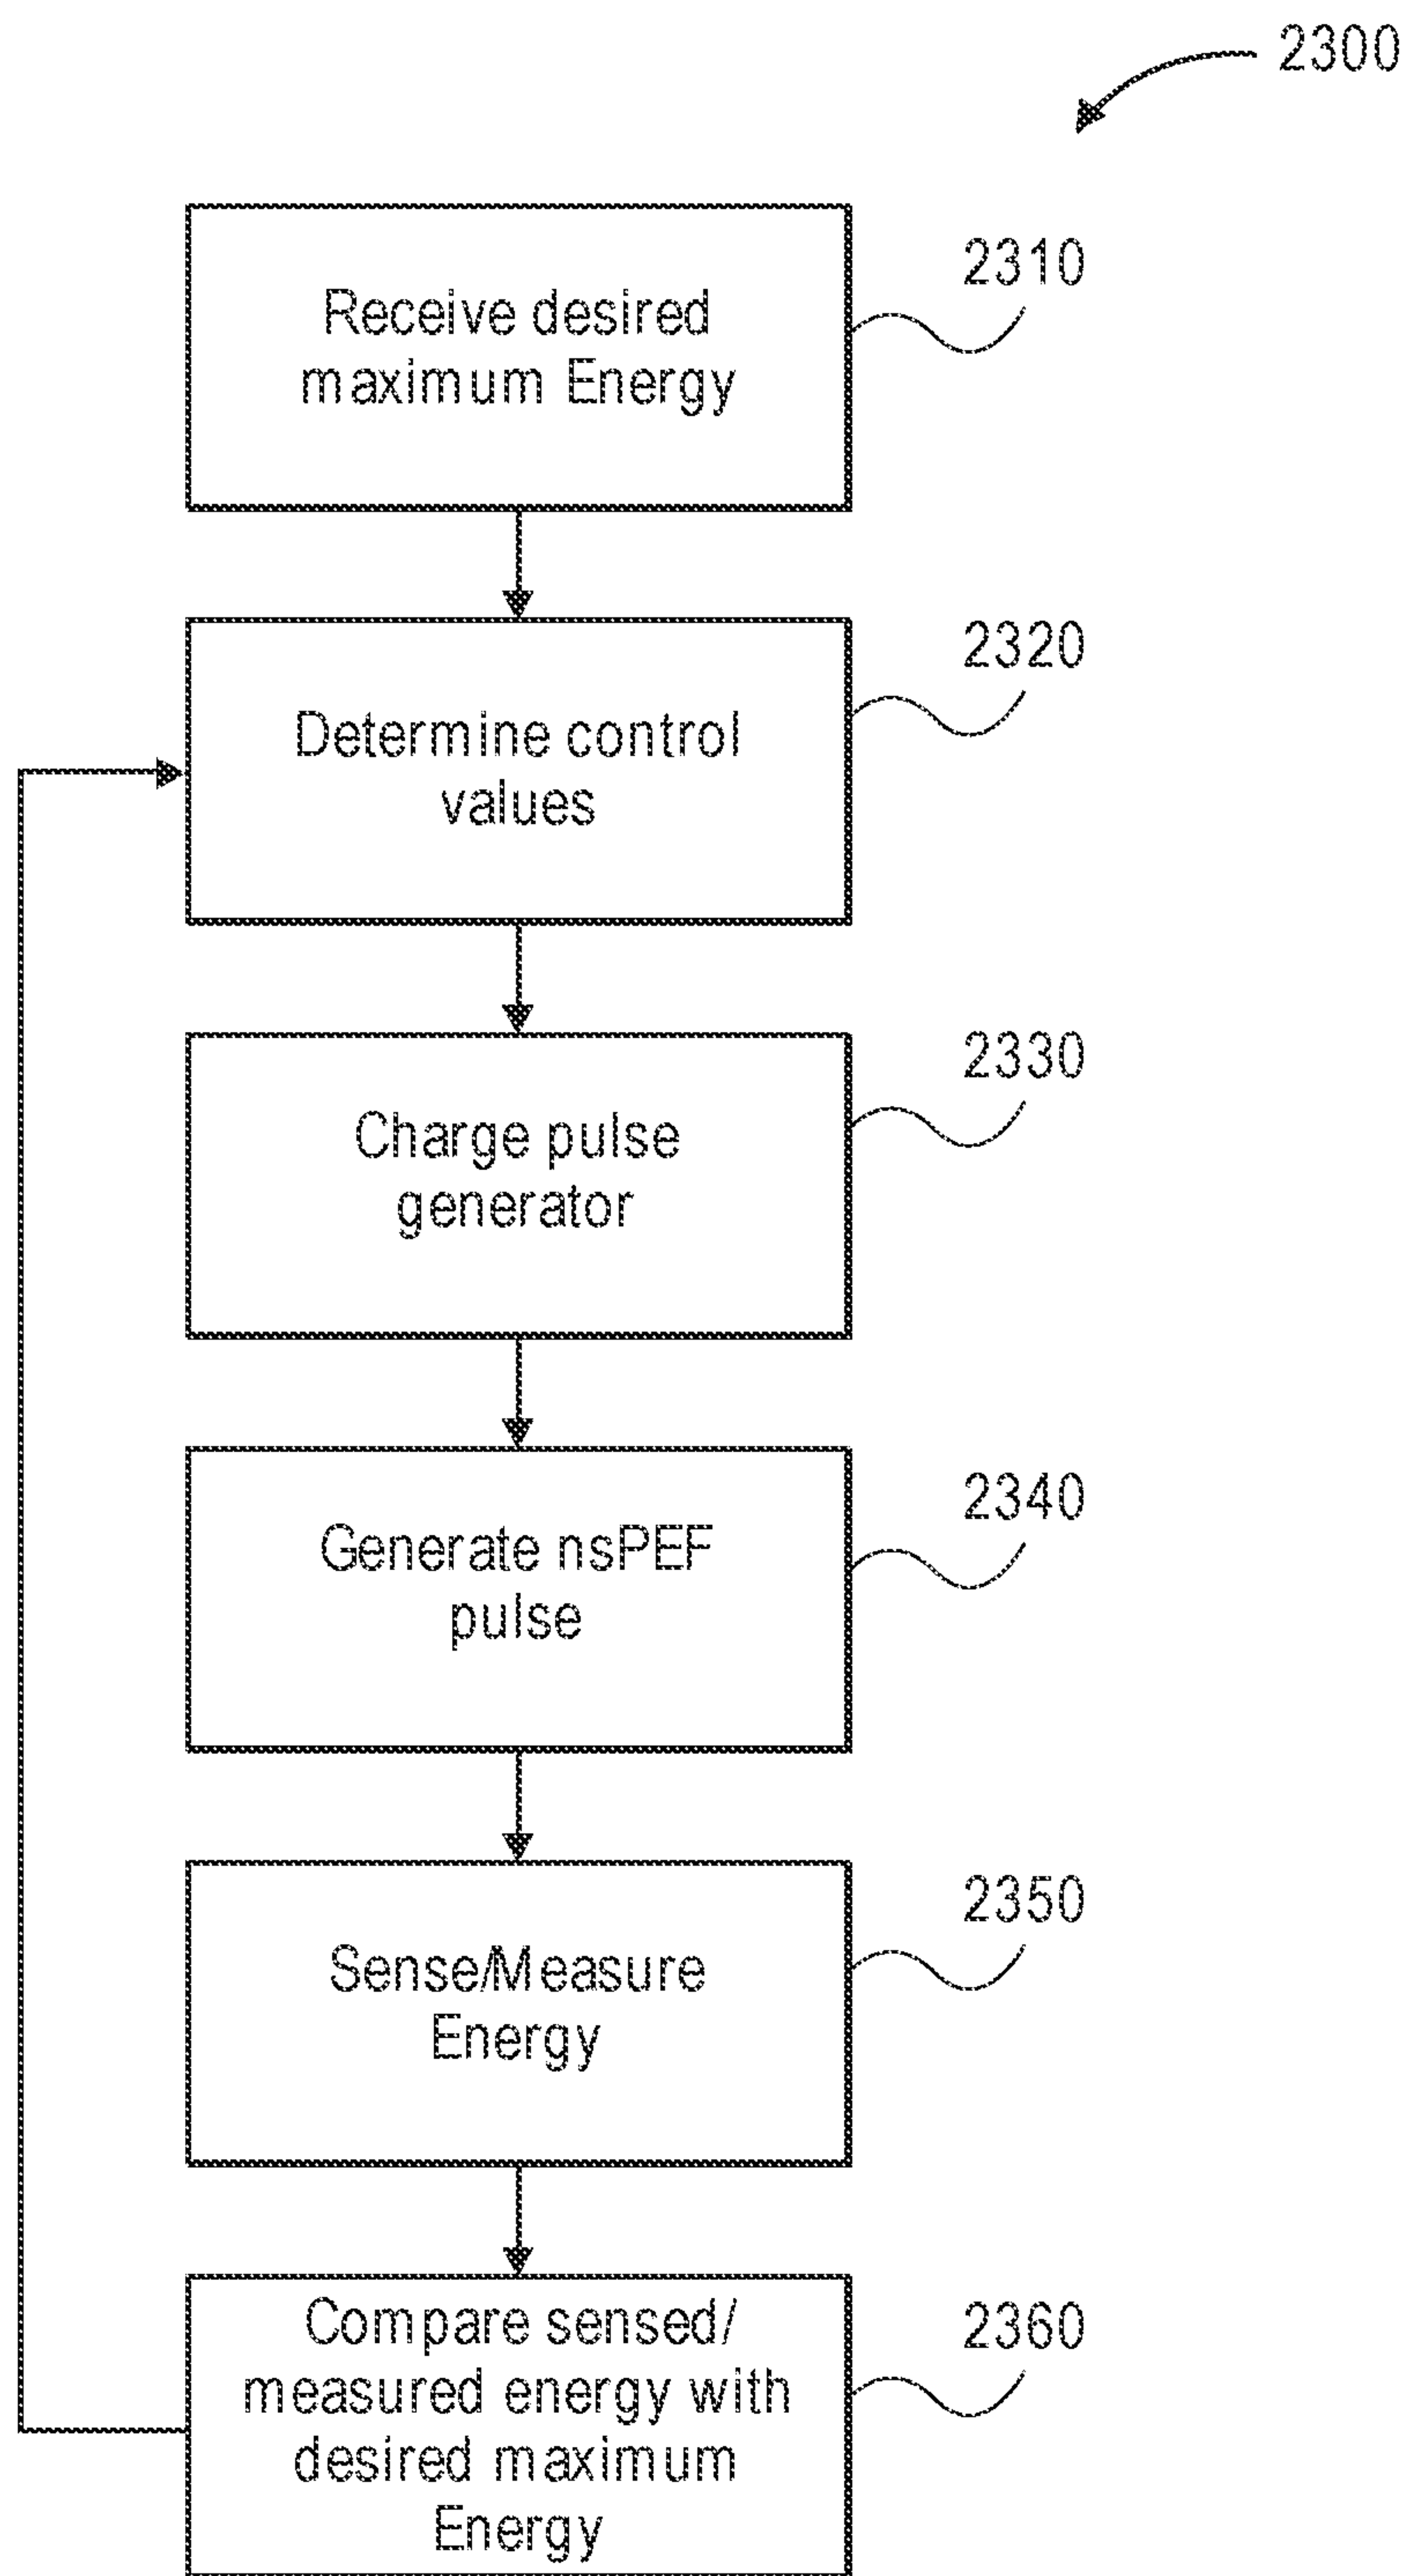 2300
Receive desired
maximum Energy
2310
Determine control
values
2320
Charge pulse
generator
2330
Generate nsPEF
pulse
2340
Sense/Measure
Energy
2350
Compare sensed/
measured energy with
desired maximum
Energy
2360